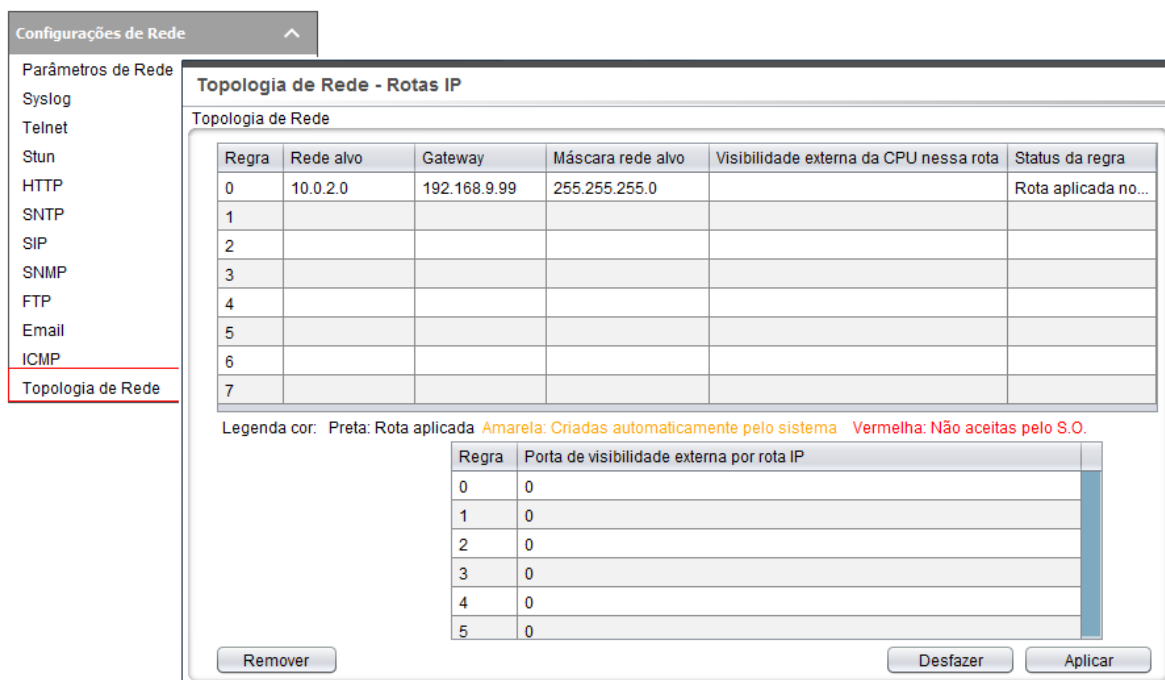 Configurações de Rede
Parâmetros de Rede
Syslog
Telnet
Stun
HTTP
SNTP
SIP
SNMP
FTP
Email
ICMP
Topologia de Rede
Topologia de Rede - Rotas IP
Topologia de Rede
Regra Rede alvo Gateway Máscara rede alvo Visibilidade externa da CPU nessa rota Status da regra
0 10.0.2.0 192.168.9.99 255.255.255.0 Rota aplicada no...
1
2
3
4
5
6
7
Legenda cor: Preta: Rota aplicada Amarela: Criadas automaticamente pelo sistema Vermelha: Não aceitas pelo S.O.
Regra Porta de visibilidade externa por rota IP
0 0
1 0
2 0
3 0
4 0
5 0
Remover Desfazer Aplicar